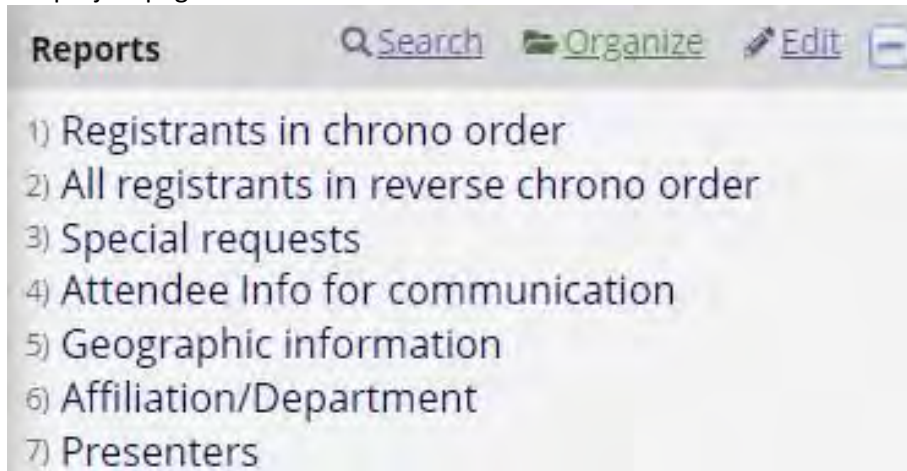 Reports Search Organize Edit
1) Registrants in chrono order
2) All registrants in reverse chrono order
3) Special requests
4) Attendee Info for communication
5) Geographic information
6) Affiliation/Department
7) Presenters